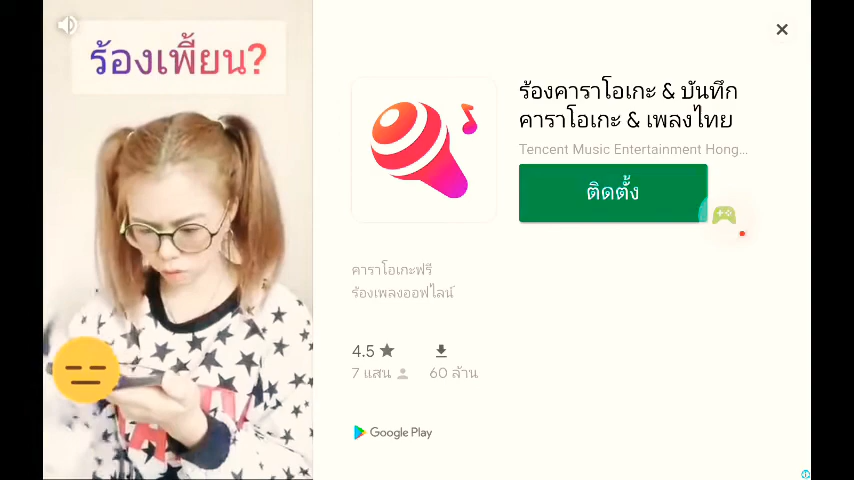 ร้องเพี้ยน?
ร้องคาราโอเกะ & บันทึก
คาราโอเกะ & เพลงไทย
Tencent Music Entertainment Hong...
ติดตั้ง
คาราโอเกะฟรี
ร้องเพลงออฟไลน์
4.5
7 แสน
60 ล้าน
Google Play